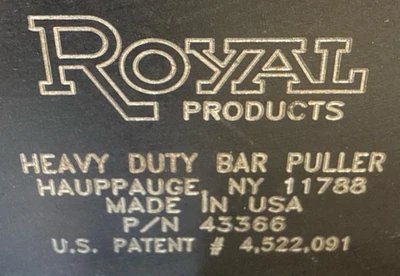 ROYAL
PRODUCTS
HEAVY DUTY BAR PULLER
HAUPPAUGE, NY 11788
MADE IN USA
P/N 43366
U.S. PATENT # 4,522,091